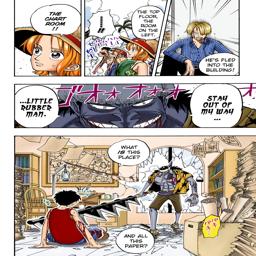 HE'S FLED
INTO THE
BUILDING!
THE TOP
FLOOR,
THE ROOM
ON THE
LEFT.
!!
THE
CHART
ROOM
!!
STAY
OUT OF
MY WAY
...
...LITTLE
RUBBER
MAN.
WHAT
IS THIS
PLACE?
AND ALL
THIS
PAPER?